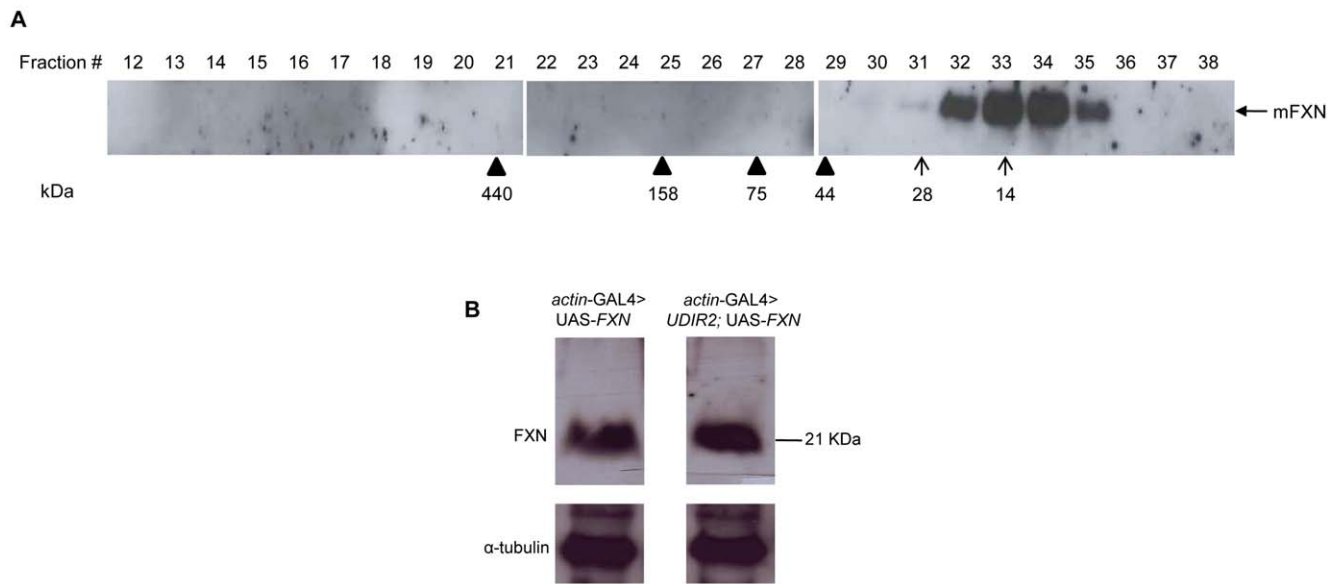 A
Fraction # 12 13 14 15 16 17 18 19 20 21 22 23 24 25 26 27 28 29 30 31 32 33 34 35 36 37 38
mFXN
kDa 440 158 75 44 28 14
B
actin-GAL4> actin-GAL4>
UAS-FXN UDIR2; UAS-FXN
FXN 21 KDa
α-tubulin